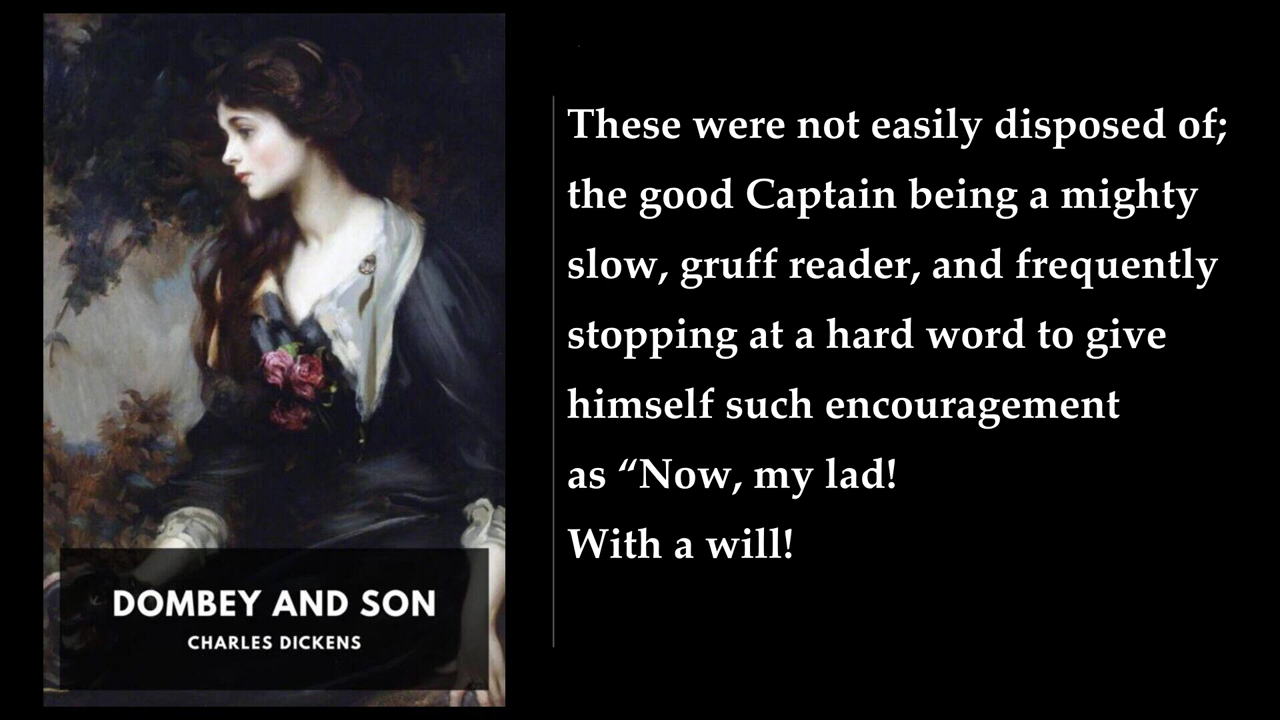 DOMBEY AND SON
CHARLES DICKENS
These were not easily disposed of;
the good Captain being a mighty
slow, gruff reader, and frequently
stopping at a hard word to give
himself such encouragement
as “Now, my lad!
With a will!